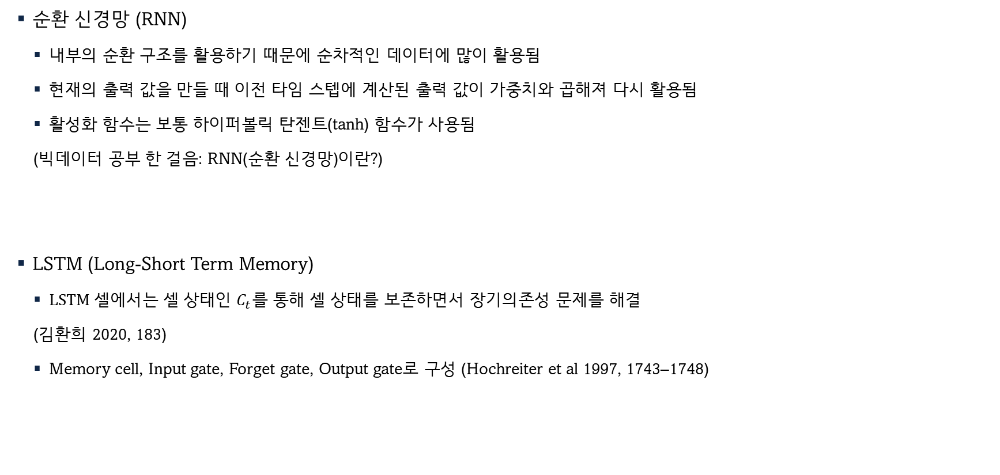 ▪ 순환 신경망 (RNN)
▪ 내부의 순환 구조를 활용하기 때문에 순차적인 데이터에 많이 활용됨
▪ 현재의 출력 값을 만들 때 이전 타임 스텝에 계산된 출력 값이 가중치와 곱해져 다시 활용됨
▪ 활성화 함수는 보통 하이퍼볼릭 탄젠트(tanh) 함수가 사용됨
(빅데이터 공부 한 걸음: RNN(순환 신경망)이란?)
▪ LSTM (Long-Short Term Memory)
▪ LSTM 셀에서는 셀 상태인 C_t를 통해 셀 상태를 보존하면서 장기의존성 문제를 해결
(김환희 2020, 183)
▪ Memory cell, Input gate, Forget gate, Output gate로 구성 (Hochreiter et al 1997, 1743–1748)